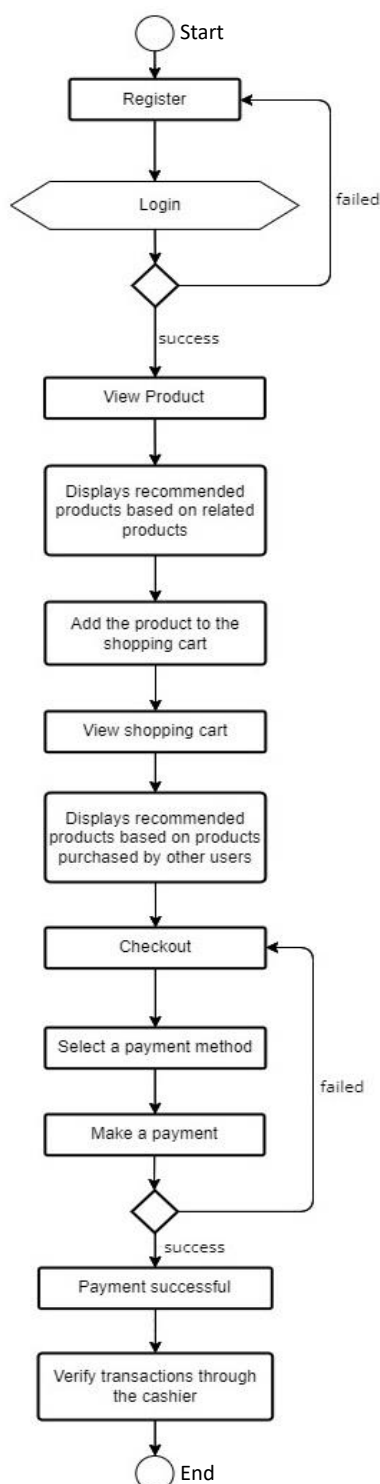 Start
Register
Login
failed
success
View Product
Displays recommended
products based on related
products
Add the product to the
shopping cart
View shopping cart
Displays recommended
products based on products
purchased by other users
Checkout
Select a payment method
failed
Make a payment
success
Payment successful
Verify transactions through
the cashier
End